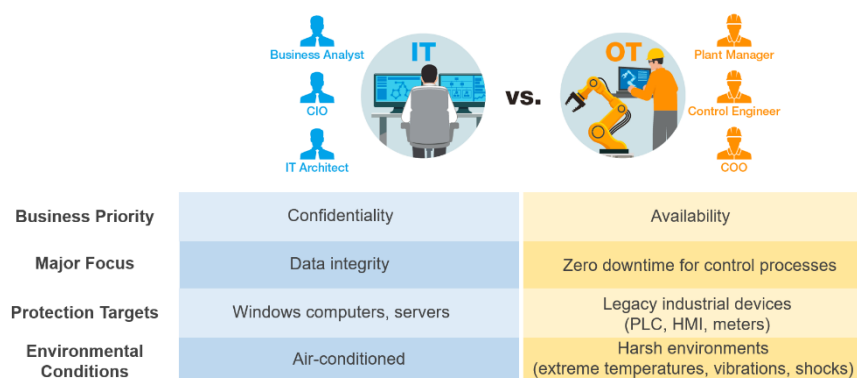 IT
OT
vs.
Business Analyst
CIO
IT Architect
Plant Manager
Control Engineer
COO
Business Priority
Confidentiality
Availability
Major Focus
Data integrity
Zero downtime for control processes
Protection Targets
Windows computers, servers
Legacy industrial devices
(PLC, HMI, meters)
Environmental
Conditions
Air-conditioned
Harsh environments
(extreme temperatures, vibrations, shocks)